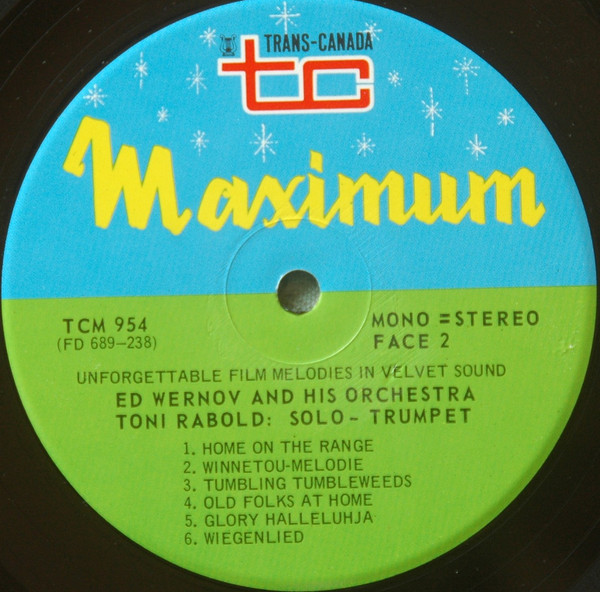 TRANS-CANADA
tc
Maximum
TCM 954
(FD 689-238)
MONO = STEREO
FACE 2
UNFORGETTABLE FILM MELODIES IN VELVET SOUND
ED WERNOV AND HIS ORCHESTRA
TONI RABOLD: SOLO - TRUMPET
1. HOME ON THE RANGE
2. WINNETOU-MELODIE
3. TUMBLING TUMBLEWEEDS
4. OLD FOLKS AT HOME
5. GLORY HALLELUHJA
6. WIEGENLIED